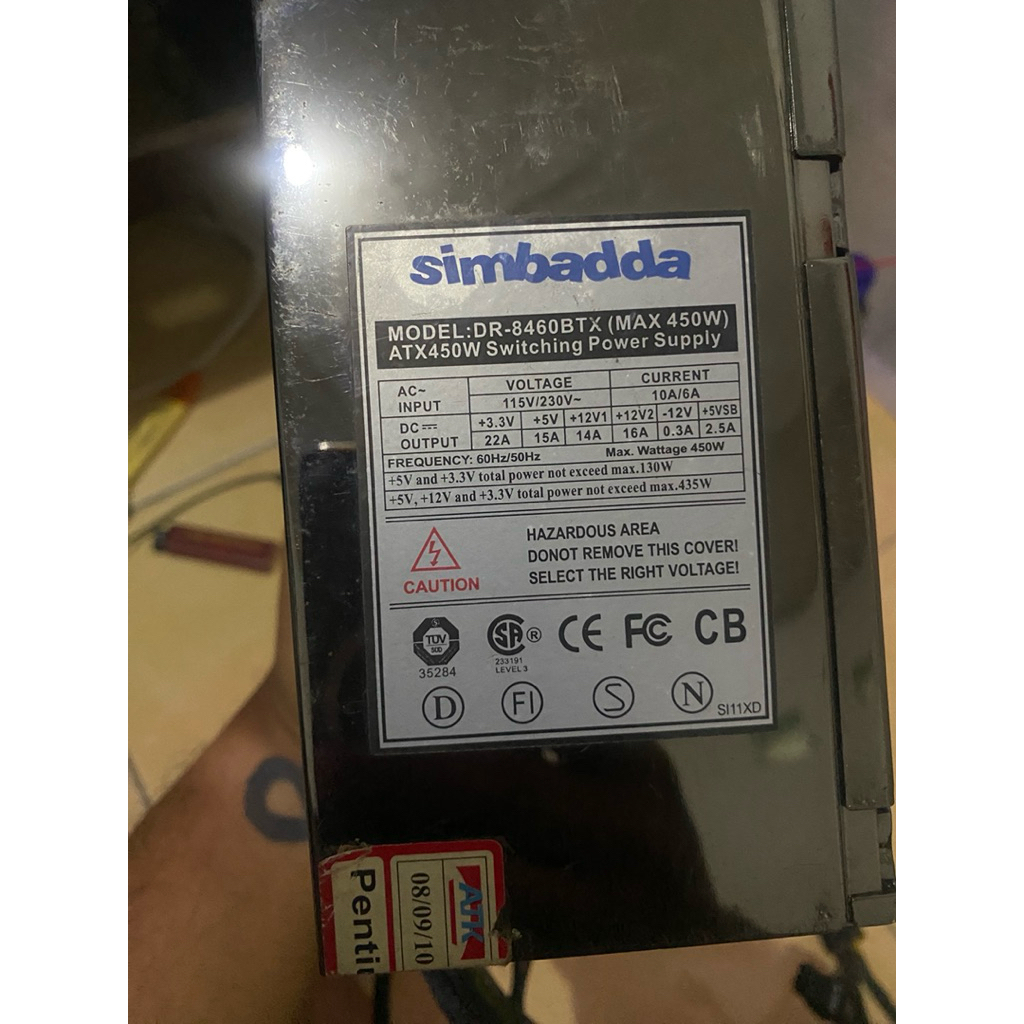 simbadda
MODEL:DR-8460BTX (MAX 450W)
ATX450W Switching Power Supply
AC~ INPUT VOLTAGE CURRENT
115V/230V~ 10A/6A
DC⎓ OUTPUT +3.3V +5V +12V1 +12V2 -12V +5VSB
22A 15A 14A 16A 0.3A 2.5A
FREQUENCY: 60Hz/50Hz Max. Wattage 450W
+5V and +3.3V total power not exceed max.130W
+5V, +12V and +3.3V total power not exceed max.435W
CAUTION
HAZARDOUS AREA
DONOT REMOVE THIS COVER!
SELECT THE RIGHT VOLTAGE!
TUV
SUD
35284
SA ®
233191
LEVEL 3
CE FC CB
D FI S N
SI11XD
ATK
08/09/10
Penti